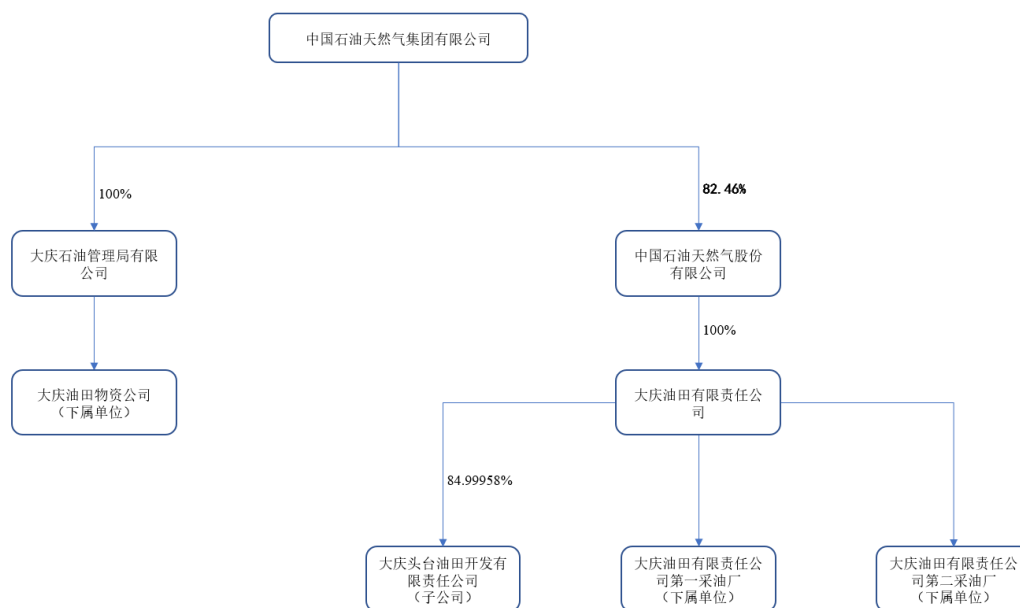 中国石油天然气集团有限公司
100%
82.46%
大庆石油管理局有限
公司
中国石油天然气股份
有限公司
100%
大庆油田物资公司
（下属单位）
大庆油田有限责任公
司
84.99958%
大庆头台油田开发有
限责任公司
（子公司）
大庆油田有限责任公
司第一采油厂
（下属单位）
大庆油田有限责任公
司第二采油厂
（下属单位）